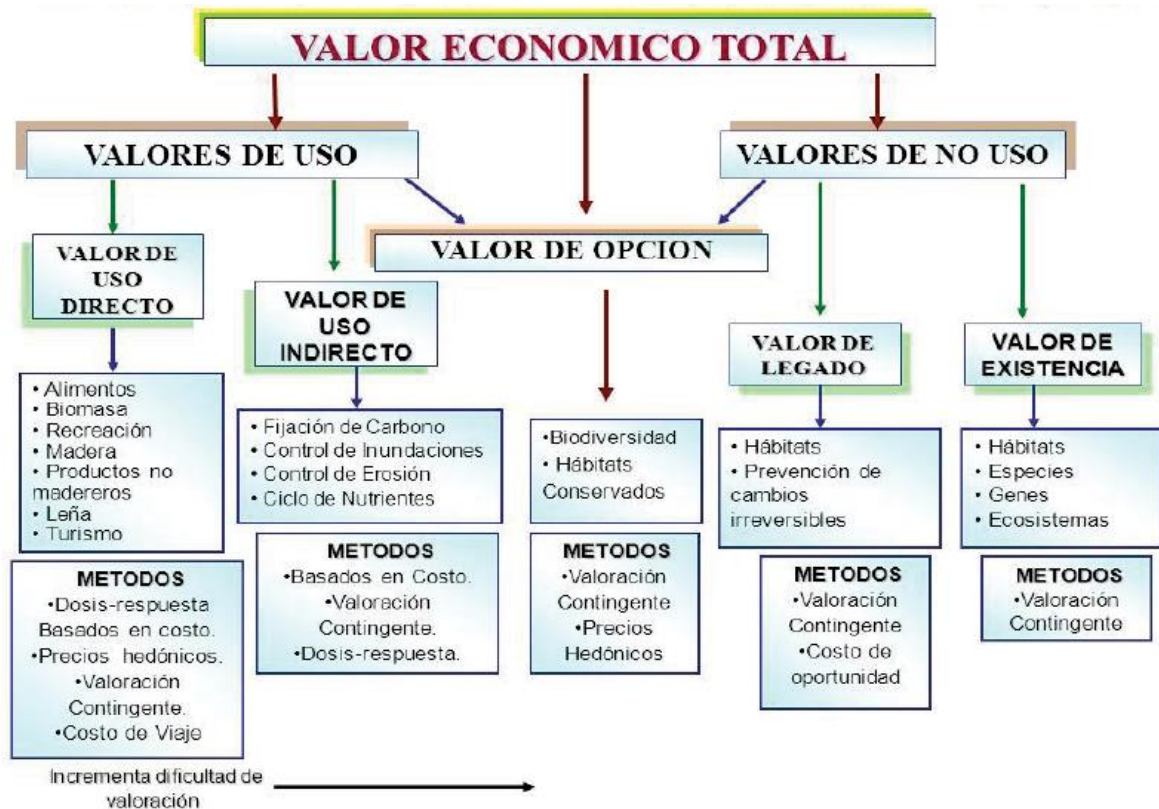 VALOR ECONOMICO TOTAL
VALORES DE USO
VALORES DE NO USO
VALOR DE OPCION
VALOR DE
USO
DIRECTO
VALOR DE
USO
INDIRECTO
VALOR DE
LEGADO
VALOR DE
EXISTENCIA
• Alimentos
• Biomasa
• Recreación
• Madera
• Productos no
madereros
• Leña
• Turismo
• Fijación de Carbono
• Control de Inundaciones
• Control de Erosión
• Ciclo de Nutrientes
•Biodiversidad
• Hábitats
Conservados
• Hábitats
• Prevención de
cambios
irreversibles
• Hábitats
• Especies
• Genes
• Ecosistemas
METODOS
•Dosis-respuesta
Basados en costo.
•Precios hedónicos.
•Valoración
Contingente.
•Costo de Viaje
METODOS
•Basados en Costo.
•Valoración
Contingente.
•Dosis-respuesta.
METODOS
•Valoración
Contingente
•Precios
Hedónicos
METODOS
•Valoración
Contingente
•Costo de
oportunidad
METODOS
•Valoración
Contingente
Incrementa dificultad de
valoración